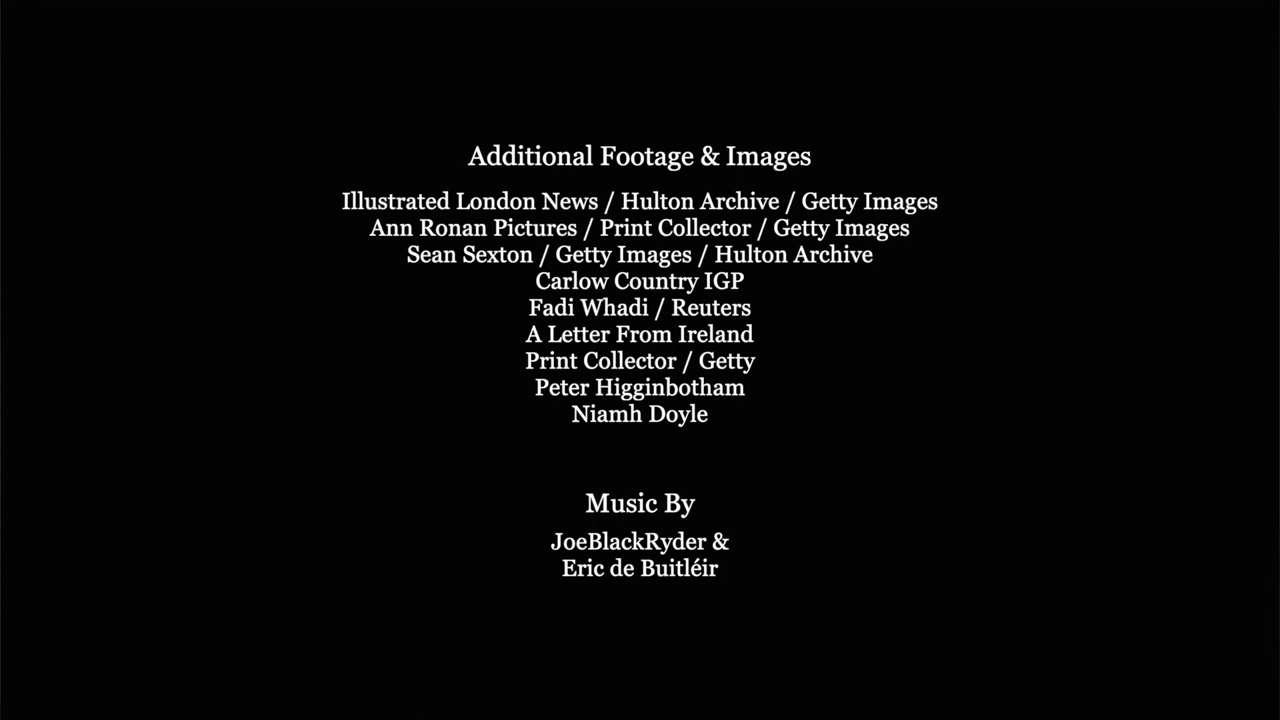 Additional Footage & Images
Illustrated London News / Hulton Archive / Getty Images
Ann Ronan Pictures / Print Collector / Getty Images
Sean Sexton / Getty Images / Hulton Archive
Carlow Country IGP
Fadi Whadi / Reuters
A Letter From Ireland
Print Collector / Getty
Peter Higginbotham
Niamh Doyle
Music By
JoeBlackRyder &
Eric de Buitléir